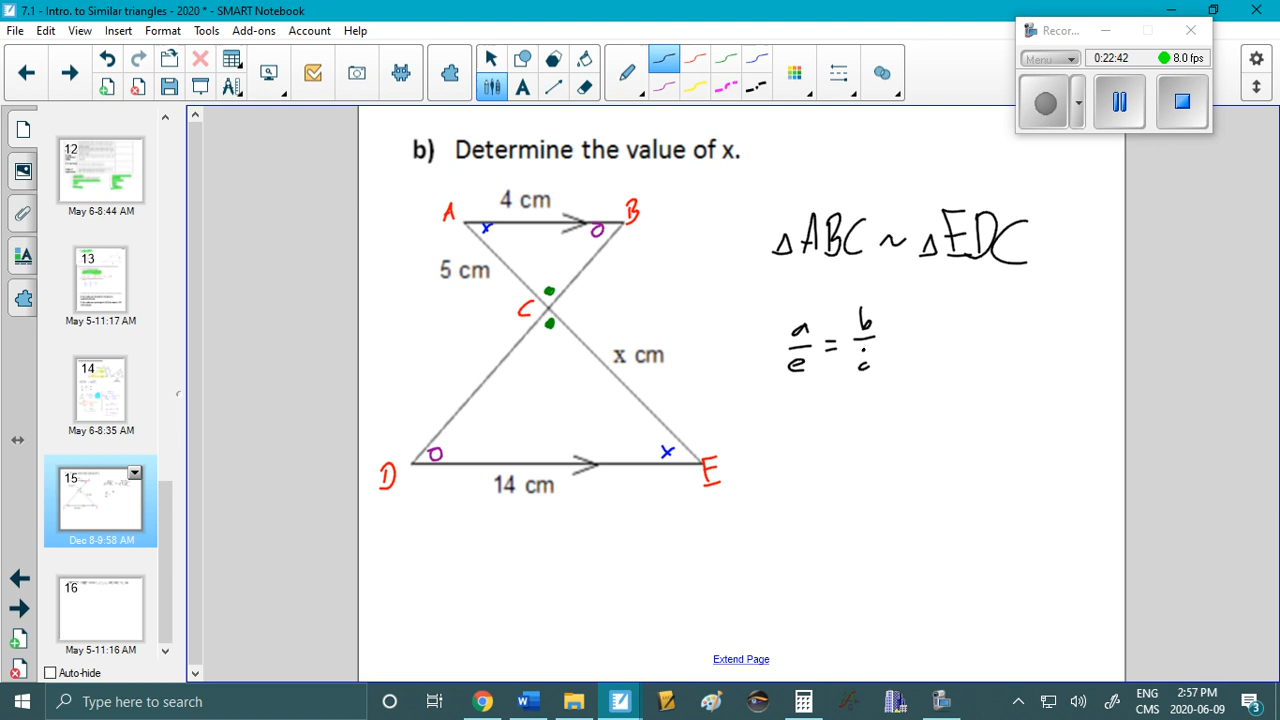 7.1 - Intro. to Similar triangles - 2020 * - SMART Notebook
File Edit View Insert Format Tools Add-ons Account Help
Recor...
Menu 0:22:42 8.0 fps
12
May 6-8:44 AM
13
May 5-11:17 AM
14
May 6-8:35 AM
15
Dec 8-9:58 AM
16
May 5-11:16 AM
Auto-hide
b) Determine the value of x.
4 cm
A B
x o
5 cm
C
x cm
o x
D E
14 cm
△ABC ~ △EDC
a/e = b/
Extend Page
Type here to search
ENG
CMS
2:57 PM
2020-06-09
3